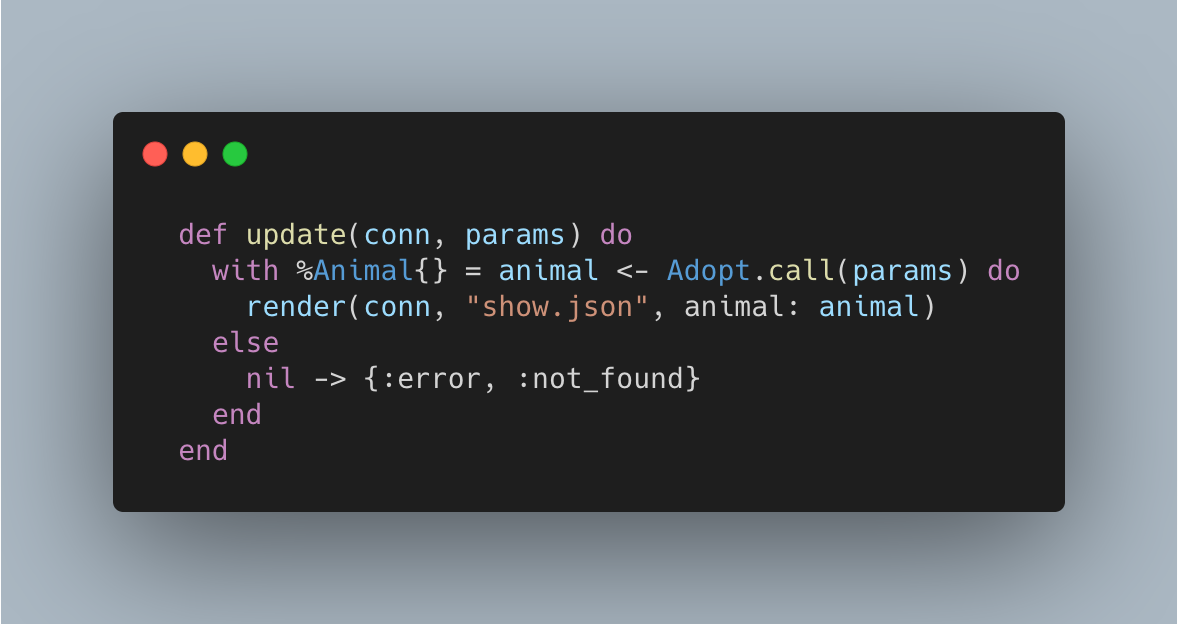 def update(conn, params) do
  with %Animal{} = animal <- Adopt.call(params) do
    render(conn, "show.json", animal: animal)
  else
    nil -> {:error, :not_found}
  end
end